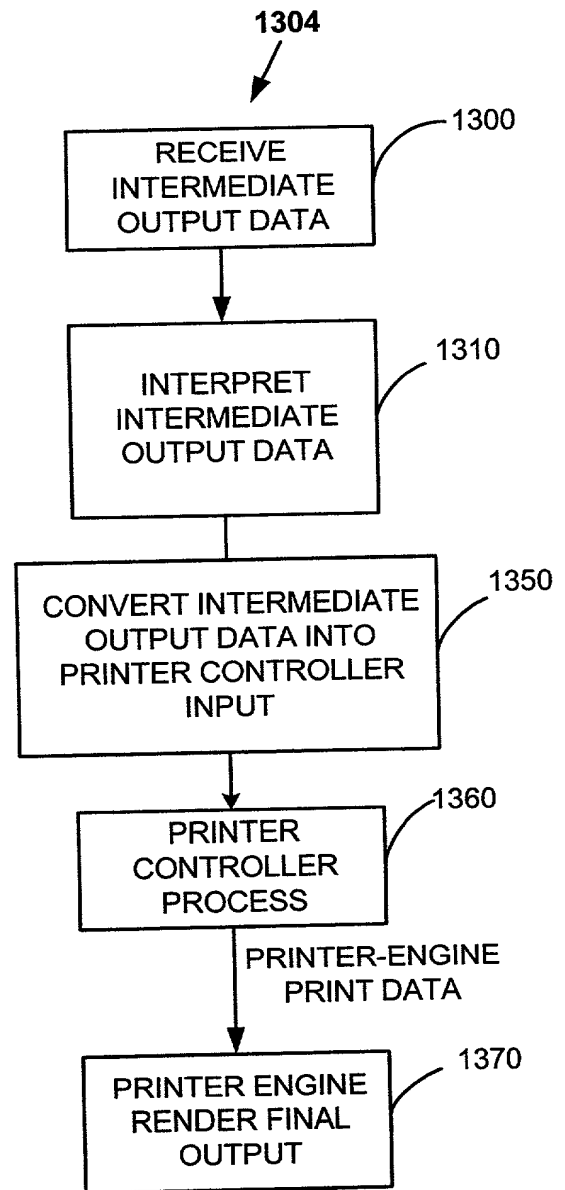 1304
1300
RECEIVE
INTERMEDIATE
OUTPUT DATA
1310
INTERPRET
INTERMEDIATE
OUTPUT DATA
1350
CONVERT INTERMEDIATE
OUTPUT DATA INTO
PRINTER CONTROLLER
INPUT
1360
PRINTER
CONTROLLER
PROCESS
PRINTER-ENGINE
PRINT DATA
1370
PRINTER ENGINE
RENDER FINAL
OUTPUT